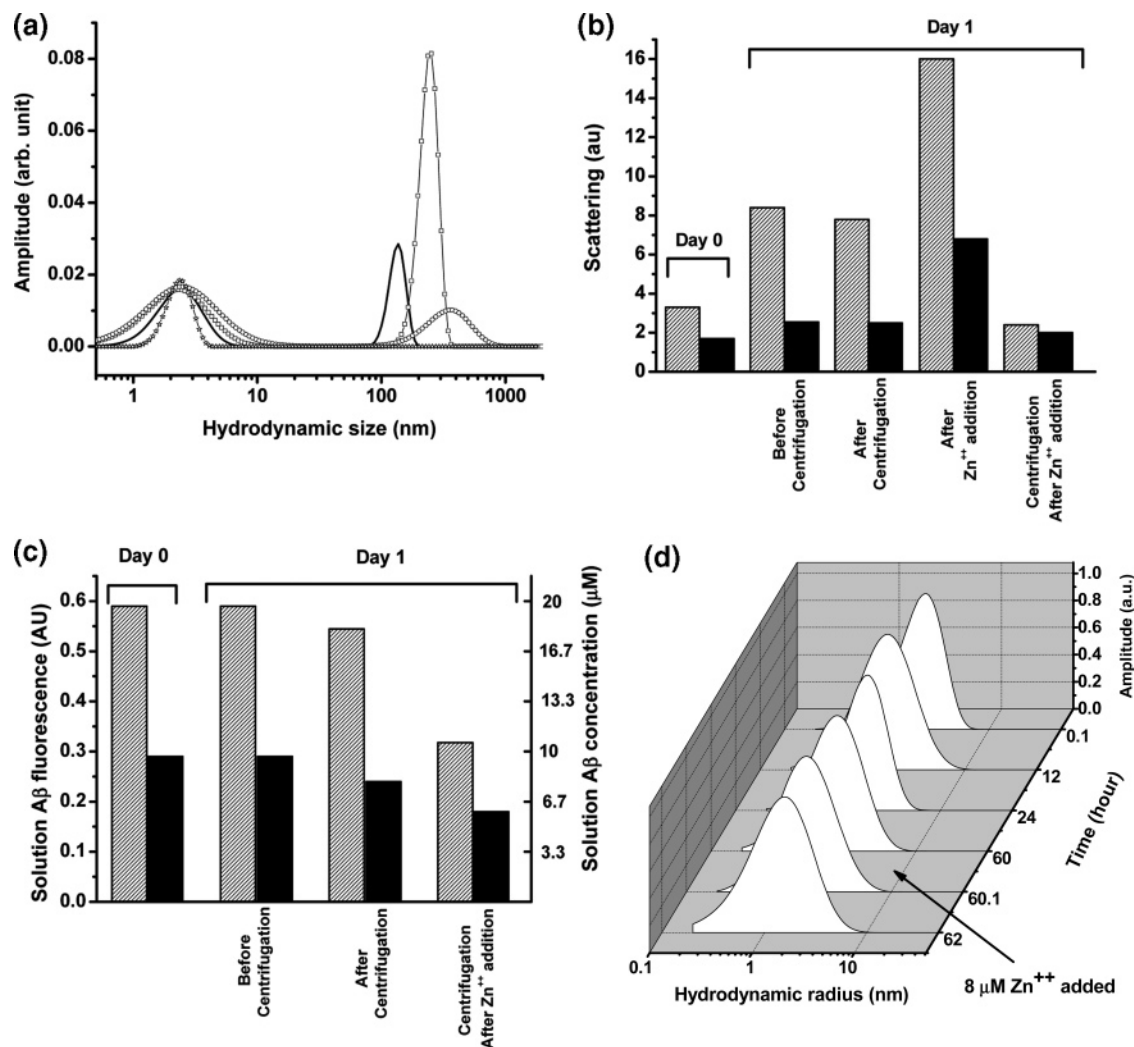 (a)
Amplitude (arb. unit)
0.08
0.06
0.04
0.02
0.00
1
10
100
1000
Hydrodynamic size (nm)
(b)
Day 1
Scattering (au)
16
14
12
10
8
6
4
2
0
Day 0
Before
Centrifugation
After
Centrifugation
After
Zn++ addition
Centrifugation
After Zn++ addition
(c)
Day 0
Day 1
Solution Aβ fluorescence (AU)
0.6
0.5
0.4
0.3
0.2
0.1
0.0
20
16.7
13.3
10
6.7
3.3
Solution Aβ concentration (μM)
Before
Centrifugation
After
Centrifugation
Centrifugation
After Zn++ addition
(d)
1.0
0.8
0.6
0.4
0.2
0.0
Amplitude (a.u.)
0.1
12
24
60
60.1
62
Time (hour)
0.1
1
10
Hydrodynamic radius (nm)
8 μM Zn++ added